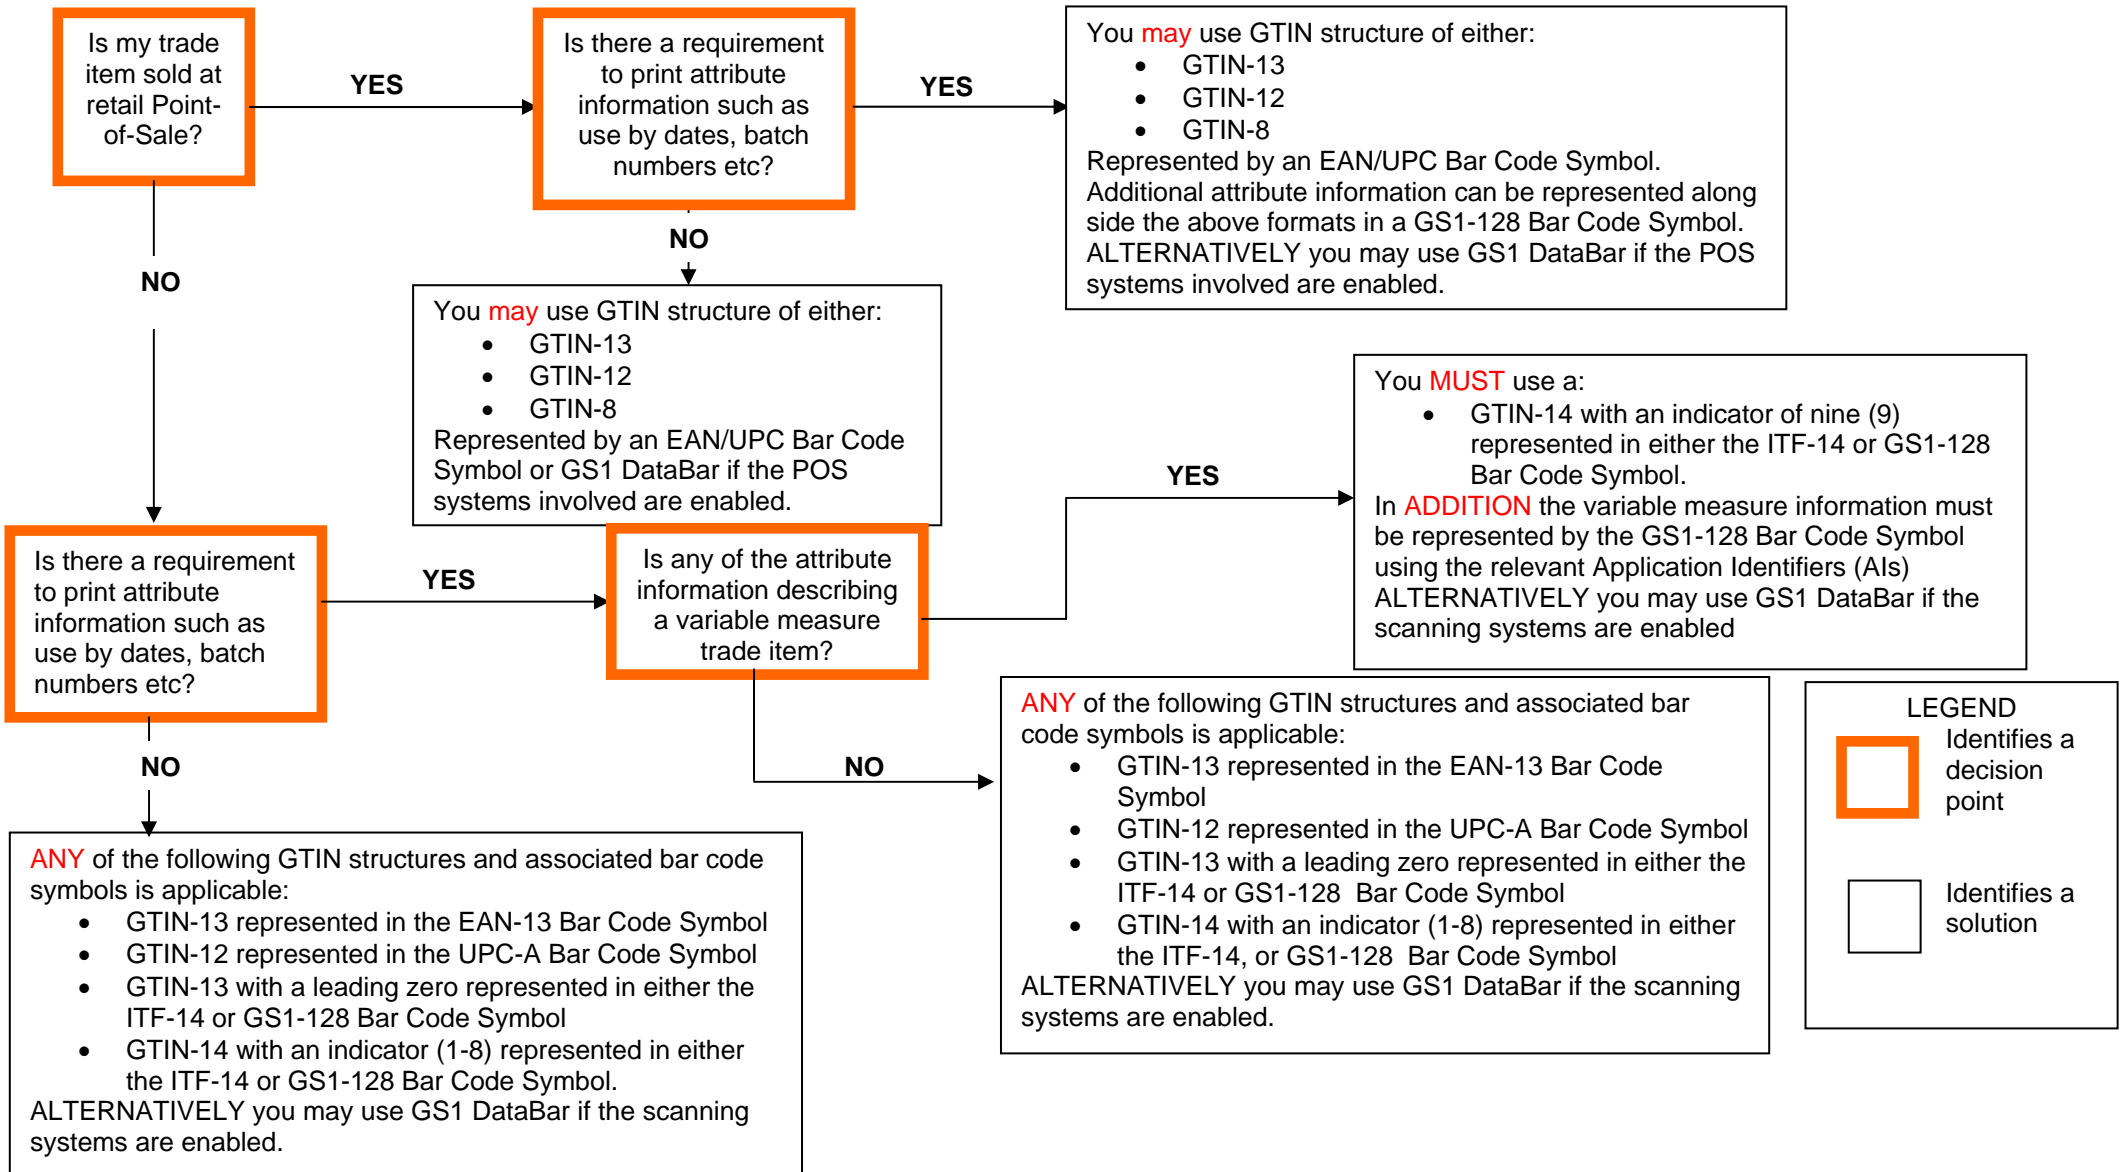 Is my trade
item sold at
retail Point-
of-Sale?
YES
Is there a requirement
to print attribute
information such as
use by dates, batch
numbers etc?
YES
You may use GTIN structure of either:
• GTIN-13
• GTIN-12
• GTIN-8
Represented by an EAN/UPC Bar Code Symbol.
Additional attribute information can be represented along
side the above formats in a GS1-128 Bar Code Symbol.
ALTERNATIVELY you may use GS1 DataBar if the POS
systems involved are enabled.
NO
NO
You may use GTIN structure of either:
• GTIN-13
• GTIN-12
• GTIN-8
Represented by an EAN/UPC Bar Code
Symbol or GS1 DataBar if the POS
systems involved are enabled.
Is there a requirement
to print attribute
information such as
use by dates, batch
numbers etc?
YES
Is any of the attribute
information describing
a variable measure
trade item?
YES
You MUST use a:
• GTIN-14 with an indicator of nine (9)
represented in either the ITF-14 or GS1-128
Bar Code Symbol.
In ADDITION the variable measure information must
be represented by the GS1-128 Bar Code Symbol
using the relevant Application Identifiers (AIs)
ALTERNATIVELY you may use GS1 DataBar if the
scanning systems are enabled
NO
NO
ANY of the following GTIN structures and associated bar
code symbols is applicable:
• GTIN-13 represented in the EAN-13 Bar Code
Symbol
• GTIN-12 represented in the UPC-A Bar Code Symbol
• GTIN-13 with a leading zero represented in either the
ITF-14 or GS1-128 Bar Code Symbol
• GTIN-14 with an indicator (1-8) represented in either
the ITF-14, or GS1-128 Bar Code Symbol
ALTERNATIVELY you may use GS1 DataBar if the scanning
systems are enabled.
LEGEND
Identifies a
decision
point
Identifies a
solution
ANY of the following GTIN structures and associated bar code
symbols is applicable:
• GTIN-13 represented in the EAN-13 Bar Code Symbol
• GTIN-12 represented in the UPC-A Bar Code Symbol
• GTIN-13 with a leading zero represented in either the
ITF-14 or GS1-128 Bar Code Symbol
• GTIN-14 with an indicator (1-8) represented in either
the ITF-14 or GS1-128 Bar Code Symbol.
ALTERNATIVELY you may use GS1 DataBar if the scanning
systems are enabled.